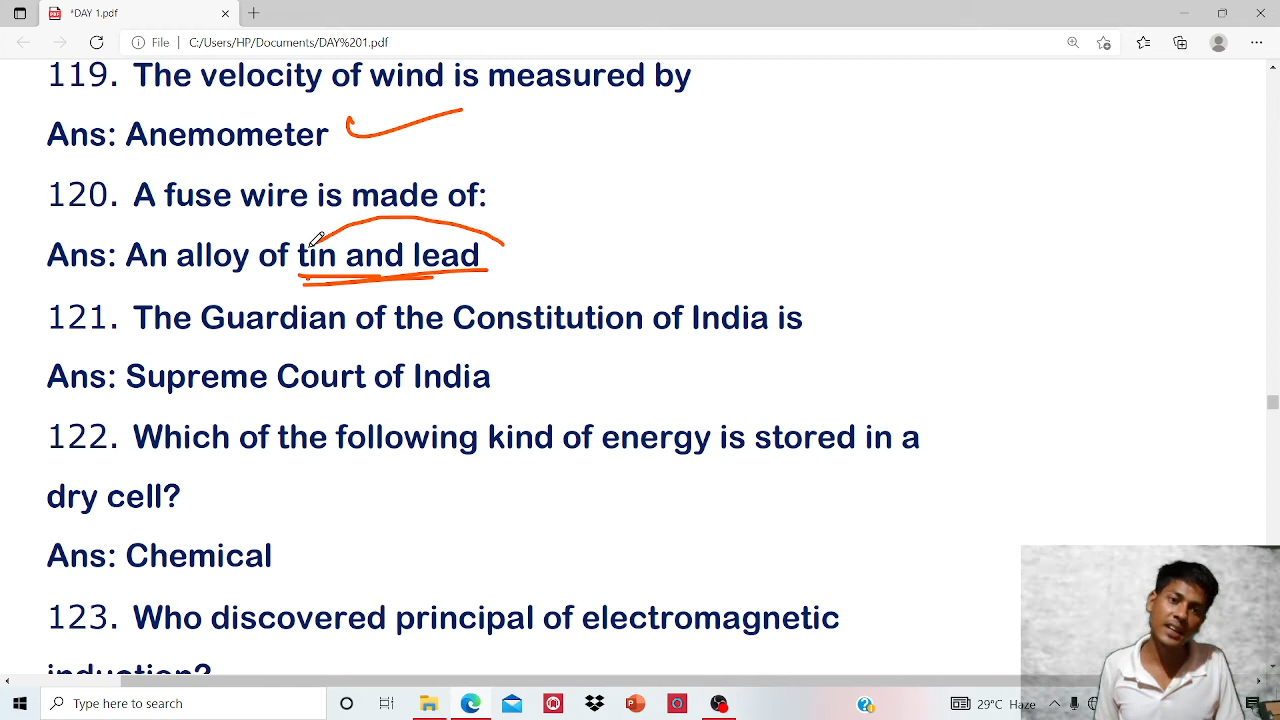 *DAY 1.pdf
File | C:/Users/HP/Documents/DAY%201.pdf
119. The velocity of wind is measured by
Ans: Anemometer
120. A fuse wire is made of:
Ans: An alloy of tin and lead
121. The Guardian of the Constitution of India is
Ans: Supreme Court of India
122. Which of the following kind of energy is stored in a
dry cell?
Ans: Chemical
123. Who discovered principal of electromagnetic
induction?
Type here to search
29°C Haze